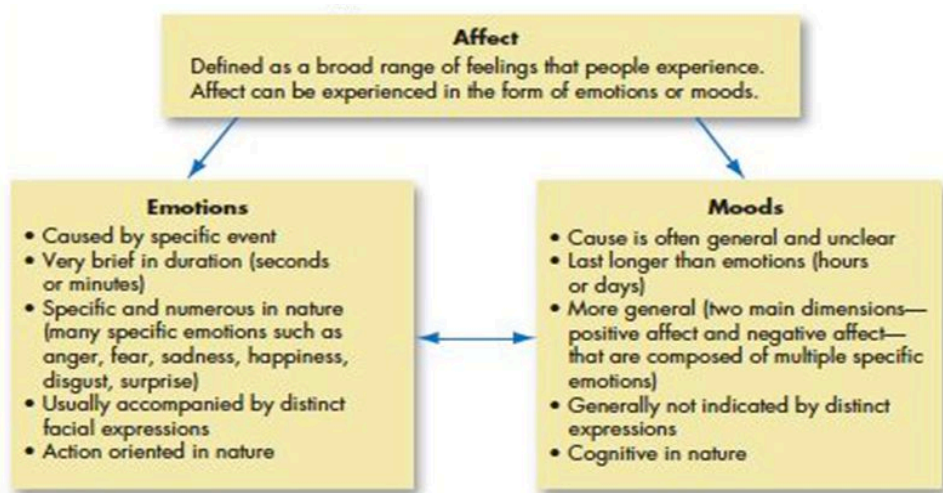 Affect
Defined as a broad range of feelings that people experience.
Affect can be experienced in the form of emotions or moods.
Emotions
• Caused by specific event
• Very brief in duration (seconds
or minutes)
• Specific and numerous in nature
(many specific emotions such as
anger, fear, sadness, happiness,
disgust, surprise)
• Usually accompanied by distinct
facial expressions
• Action oriented in nature
Moods
• Cause is often general and unclear
• Last longer than emotions (hours
or days)
• More general (two main dimensions—
positive affect and negative affect—
that are composed of multiple specific
emotions)
• Generally not indicated by distinct
expressions
• Cognitive in nature